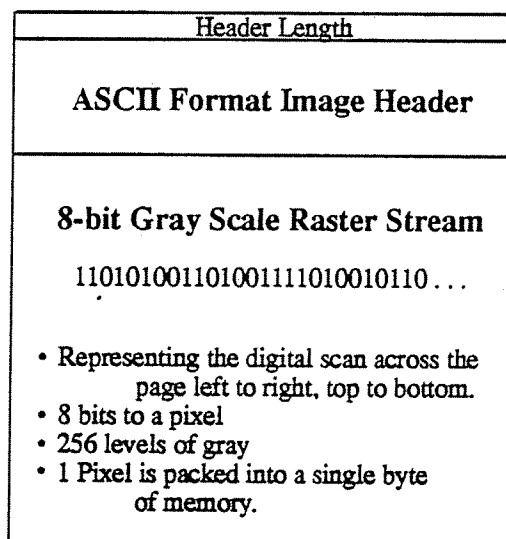 Header Length
ASCII Format Image Header
8-bit Gray Scale Raster Stream
110101001101001111010010110 . . .
• Representing the digital scan across the
page left to right, top to bottom.
• 8 bits to a pixel
• 256 levels of gray
• 1 Pixel is packed into a single byte
of memory.